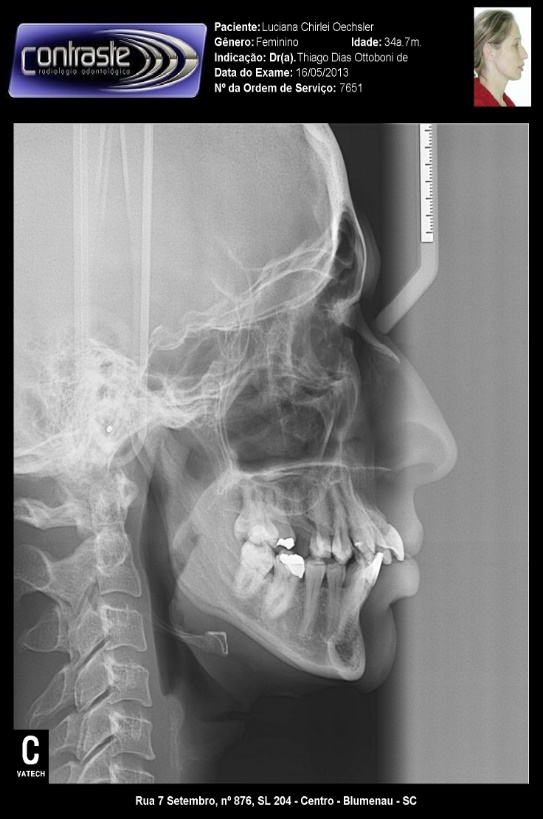 contraste
radiologia odontológica
Paciente: Luciana Chirlei Oechsler
Gênero: Feminino Idade: 34a.7m.
Indicação: Dr(a).Thiago Dias Ottoboni de
Data do Exame: 16/05/2013
Nº da Ordem de Serviço: 7651
C
VATECH
Rua 7 Setembro, nº 876, SL 204 - Centro - Blumenau - SC